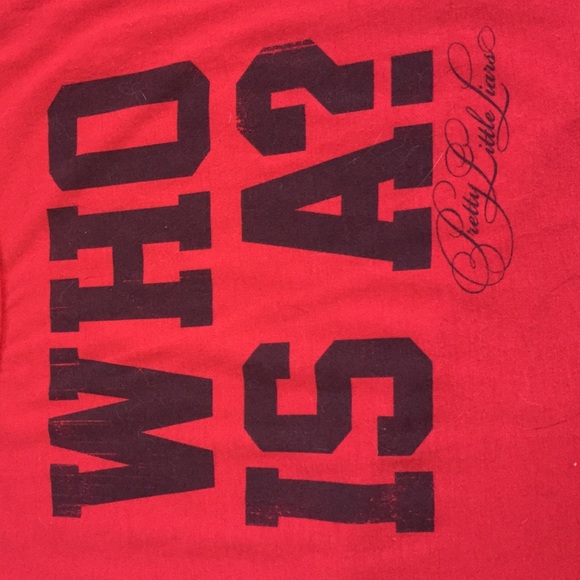 WHO
IS A?
Pretty Little Liars